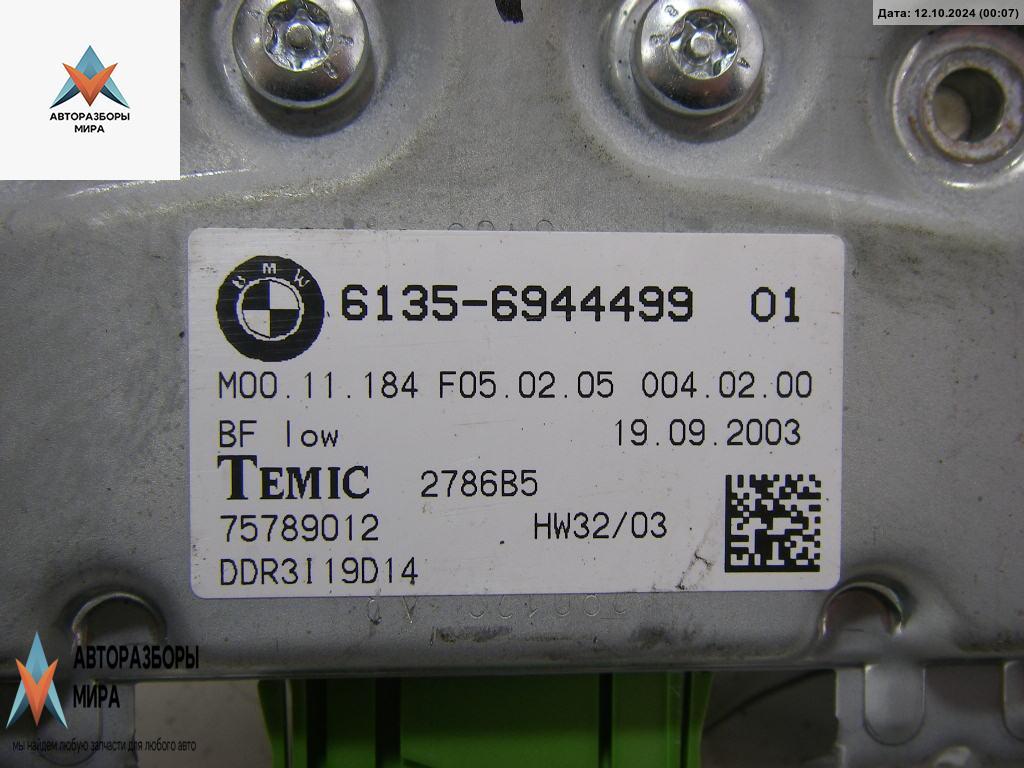 Дата: 12.10.2024 (00:07)
АВТОРАЗБОРЫ
МИРА
BMW
6135-6944499 01
M00.11.184 F05.02.05 004.02.00
BF low 19.09.2003
TEMIC 2786B5
75789012 HW32/03
DDR3I19D14
АВТОРАЗБОРЫ
МИРА
мы найдем любую запчасти для любого авто